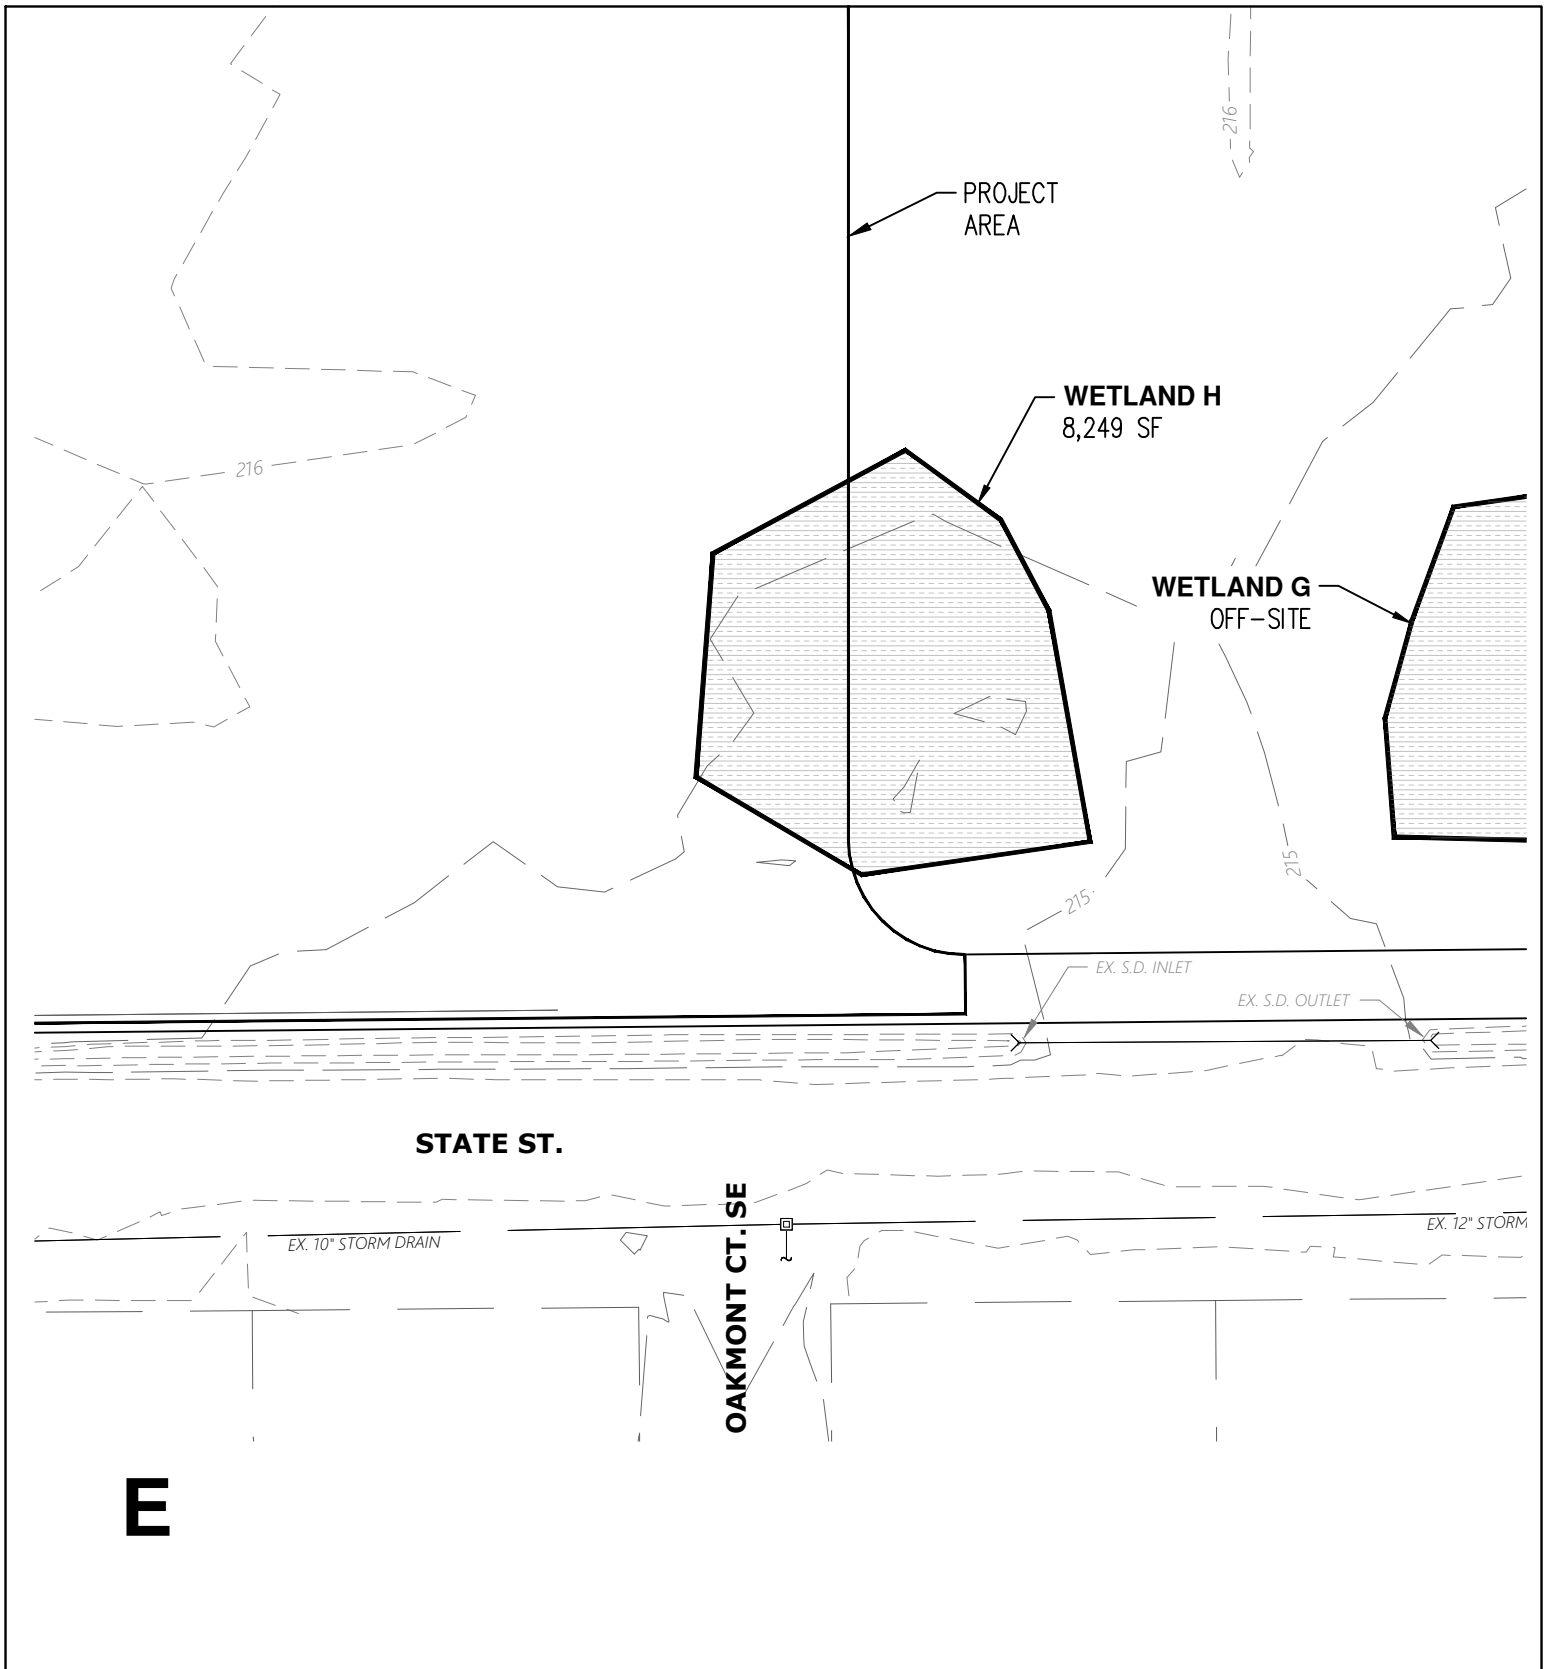 216
PROJECT
AREA
WETLAND H
8,249 SF
216
WETLAND G
OFF-SITE
215
215
EX. S.D. INLET
EX. S.D. OUTLET
STATE ST.
OAKMONT CT. SE
EX. 10" STORM DRAIN
EX. 12" STORM
E